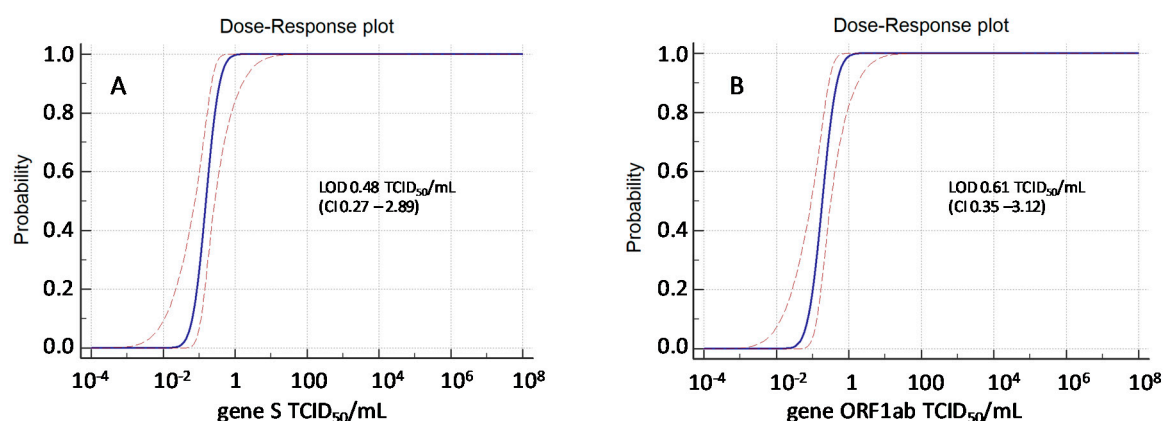 Dose-Response plot
A
Probability
1.0
0.8
0.6
0.4
0.2
0.0
LOD 0.48 TCID₅₀/mL
(CI 0.27 – 2.89)
10⁻⁴ 10⁻² 1 100 10⁴ 10⁶ 10⁸
gene S TCID₅₀/mL
Dose-Response plot
B
Probability
1.0
0.8
0.6
0.4
0.2
0.0
LOD 0.61 TCID₅₀/mL
(CI 0.35 –3.12)
10⁻⁴ 10⁻² 1 100 10⁴ 10⁶ 10⁸
gene ORF1ab TCID₅₀/mL